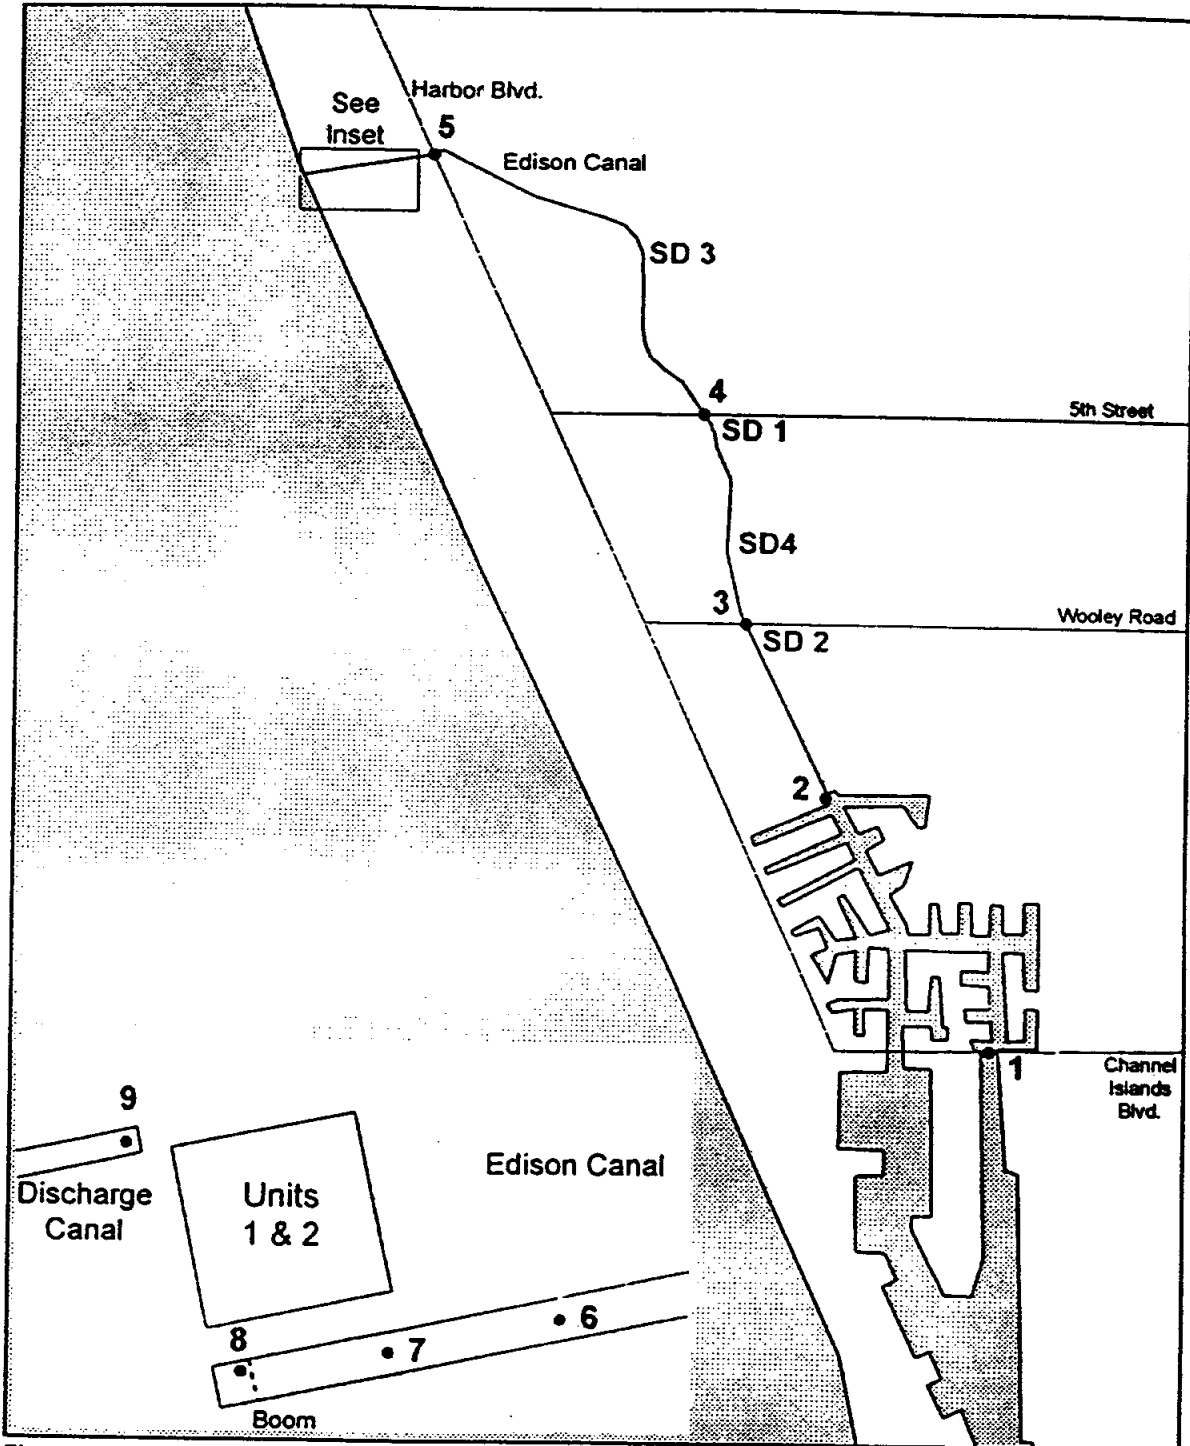 Harbor Blvd.
See
Inset
5
Edison Canal
SD 3
4
5th Street
SD 1
SD4
3
Wooley Road
SD 2
2
1
Channel
Islands
Blvd.
9
Discharge
Canal
Units
1 & 2
Edison Canal
6
7
8
Boom